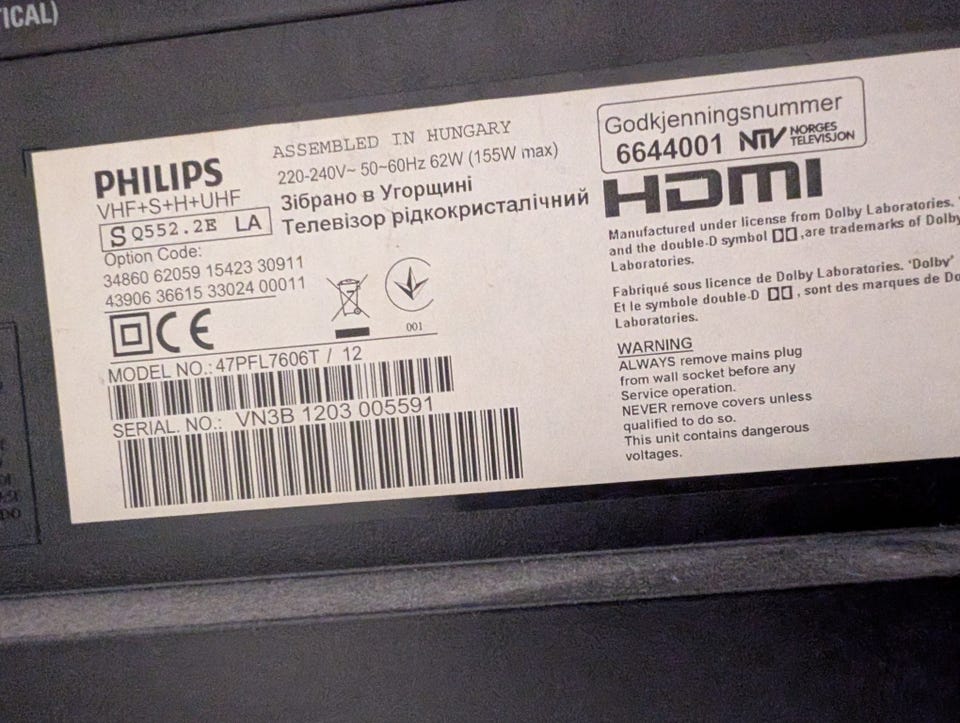 ICAL)
PHILIPS
VHF+S+H+UHF
S Q552.2E LA
Option Code:
34860 62059 15423 30911
43906 36615 33024 00011
ASSEMBLED IN HUNGARY
220-240V~ 50~60Hz 62W (155W max)
Зібрано в Угорщині
Телевізор рідкокристалічний
001
CE
MODEL NO.: 47PFL7606T / 12
SERIAL. NO.: VN3B 1203 005591
Godkjenningsnummer
6644001 NTV NORGES
TELEVISJON
HDMI
Manufactured under license from Dolby Laboratories.
and the double-D symbol ,are trademarks of Dolby
Laboratories.
Fabriqué sous licence de Dolby Laboratories. 'Dolby'
Et le symbole double-D , sont des marques de Do
Laboratories.
WARNING
ALWAYS remove mains plug
from wall socket before any
Service operation.
NEVER remove covers unless
qualified to do so.
This unit contains dangerous
voltages.